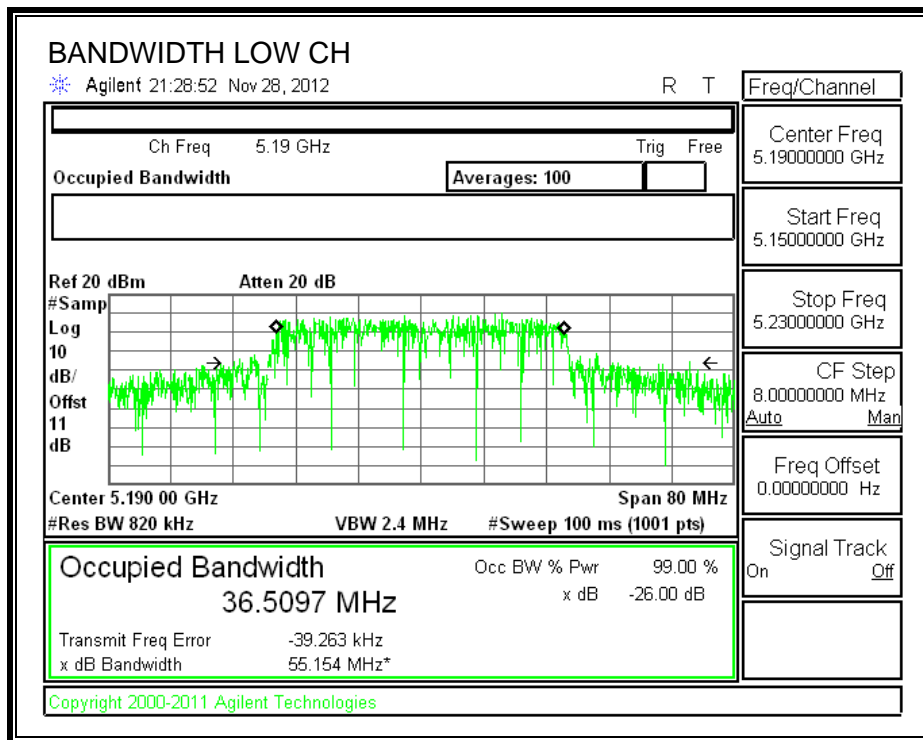 BANDWIDTH LOW CH
Agilent 21:28:52 Nov 28, 2012 R T
Freq/Channel
Ch Freq 5.19 GHz Trig Free
Occupied Bandwidth Averages: 100
Center Freq
5.19000000 GHz
Start Freq
5.15000000 GHz
Stop Freq
5.23000000 GHz
CF Step
8.00000000 MHz
Auto Man
Freq Offset
0.00000000 Hz
Signal Track
On Off
Ref 20 dBm Atten 20 dB
#Samp
Log
10
dB/
Offst
11
dB
Center 5.190 00 GHz Span 80 MHz
#Res BW 820 kHz VBW 2.4 MHz #Sweep 100 ms (1001 pts)
Occupied Bandwidth Occ BW % Pwr 99.00 %
36.5097 MHz x dB -26.00 dB
Transmit Freq Error -39.263 kHz
x dB Bandwidth 55.154 MHz*
Copyright 2000-2011 Agilent Technologies